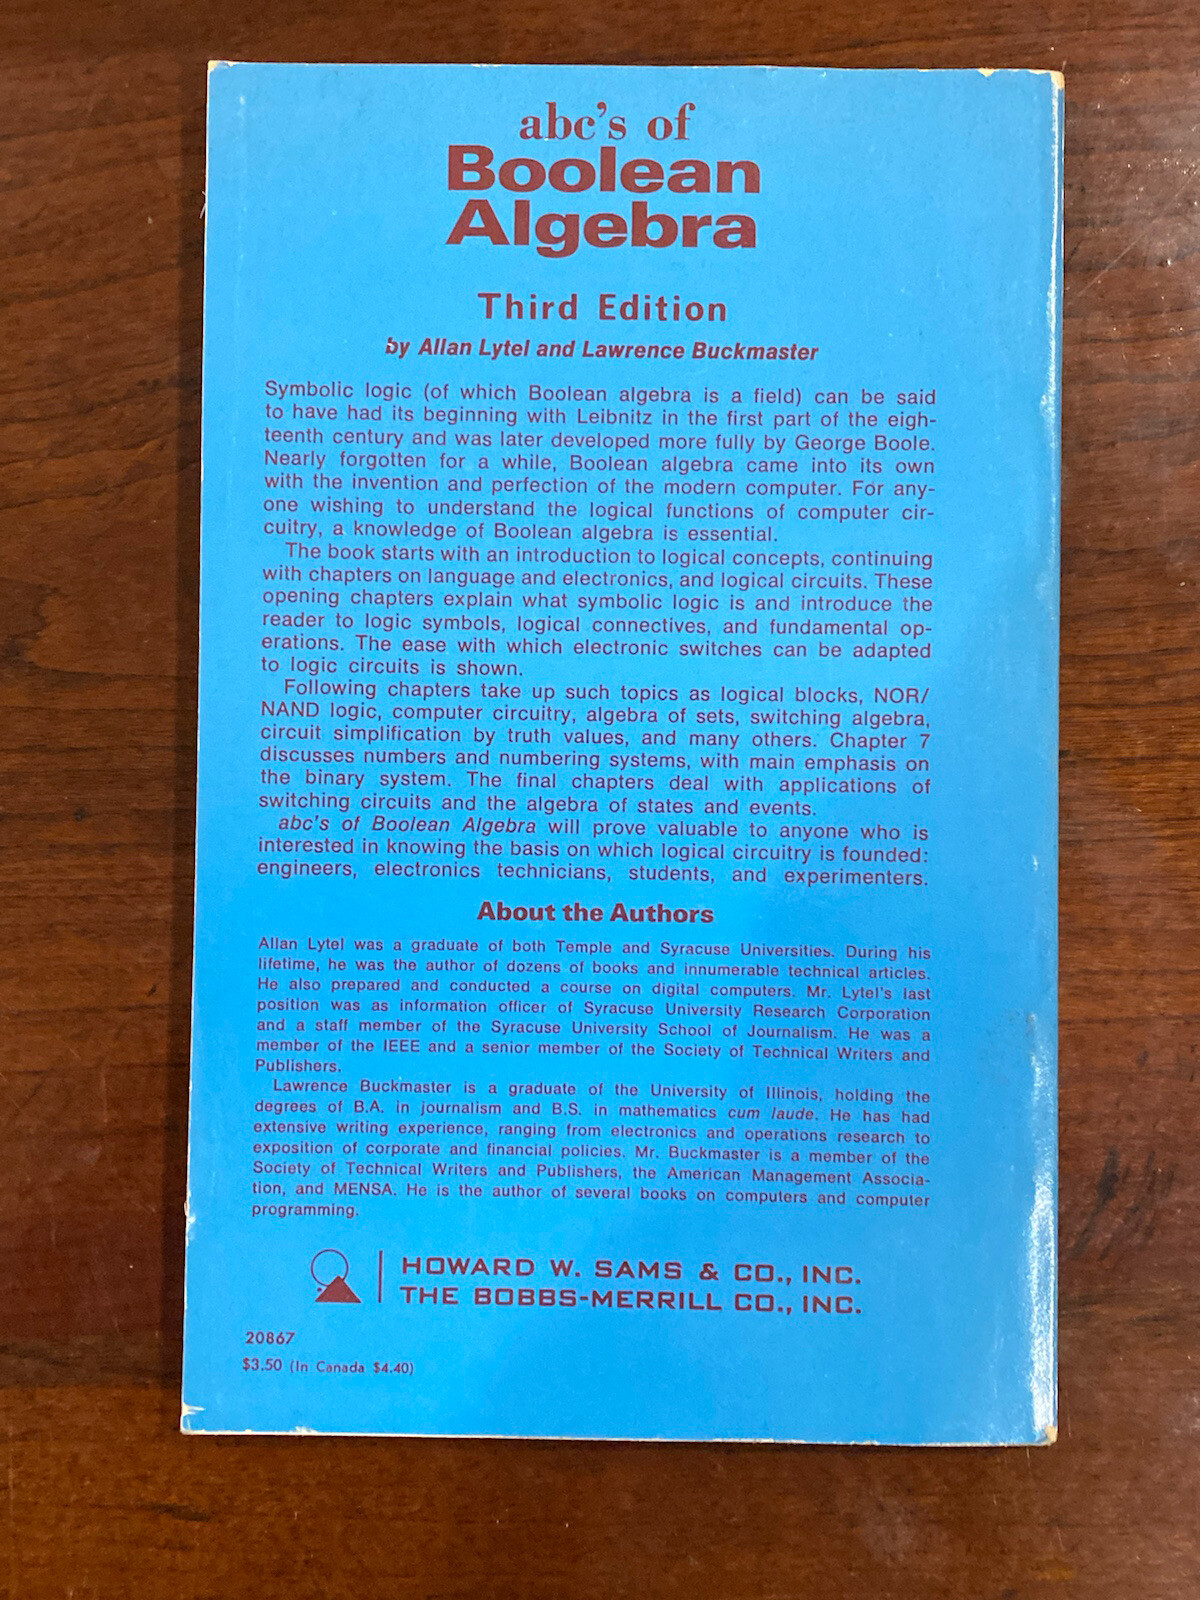 abc's of
Boolean
Algebra
Third Edition
by Allan Lytel and Lawrence Buckmaster
Symbolic logic (of which Boolean algebra is a field) can be said
to have had its beginning with Leibnitz in the first part of the eigh-
teenth century and was later developed more fully by George Boole.
Nearly forgotten for a while, Boolean algebra came into its own
with the invention and perfection of the modern computer. For any-
one wishing to understand the logical functions of computer cir-
cuitry, a knowledge of Boolean algebra is essential.
The book starts with an introduction to logical concepts, continuing
with chapters on language and electronics, and logical circuits. These
opening chapters explain what symbolic logic is and introduce the
reader to logic symbols, logical connectives, and fundamental op-
erations. The ease with which electronic switches can be adapted
to logic circuits is shown.
Following chapters take up such topics as logical blocks, NOR/
NAND logic, computer circuitry, algebra of sets, switching algebra,
circuit simplification by truth values, and many others. Chapter 7
discusses numbers and numbering systems, with main emphasis on
the binary system. The final chapters deal with applications of
switching circuits and the algebra of states and events.
abc's of Boolean Algebra will prove valuable to anyone who is
interested in knowing the basis on which logical circuitry is founded:
engineers, electronics technicians, students, and experimenters.
About the Authors
Allan Lytel was a graduate of both Temple and Syracuse Universities. During his
lifetime, he was the author of dozens of books and innumerable technical articles.
He also prepared and conducted a course on digital computers. Mr. Lytel's last
position was as information officer of Syracuse University Research Corporation
and a staff member of the Syracuse University School of Journalism. He was a
member of the IEEE and a senior member of the Society of Technical Writers and
Publishers.
Lawrence Buckmaster is a graduate of the University of Illinois, holding the
degrees of B.A. in journalism and B.S. in mathematics cum laude. He has had
extensive writing experience, ranging from electronics and operations research to
exposition of corporate and financial policies. Mr. Buckmaster is a member of the
Society of Technical Writers and Publishers, the American Management Associa-
tion, and MENSA. He is the author of several books on computers and computer
programming.
HOWARD W. SAMS & CO., INC.
THE BOBBS-MERRILL CO., INC.
20867
$3.50 (In Canada $4.40)